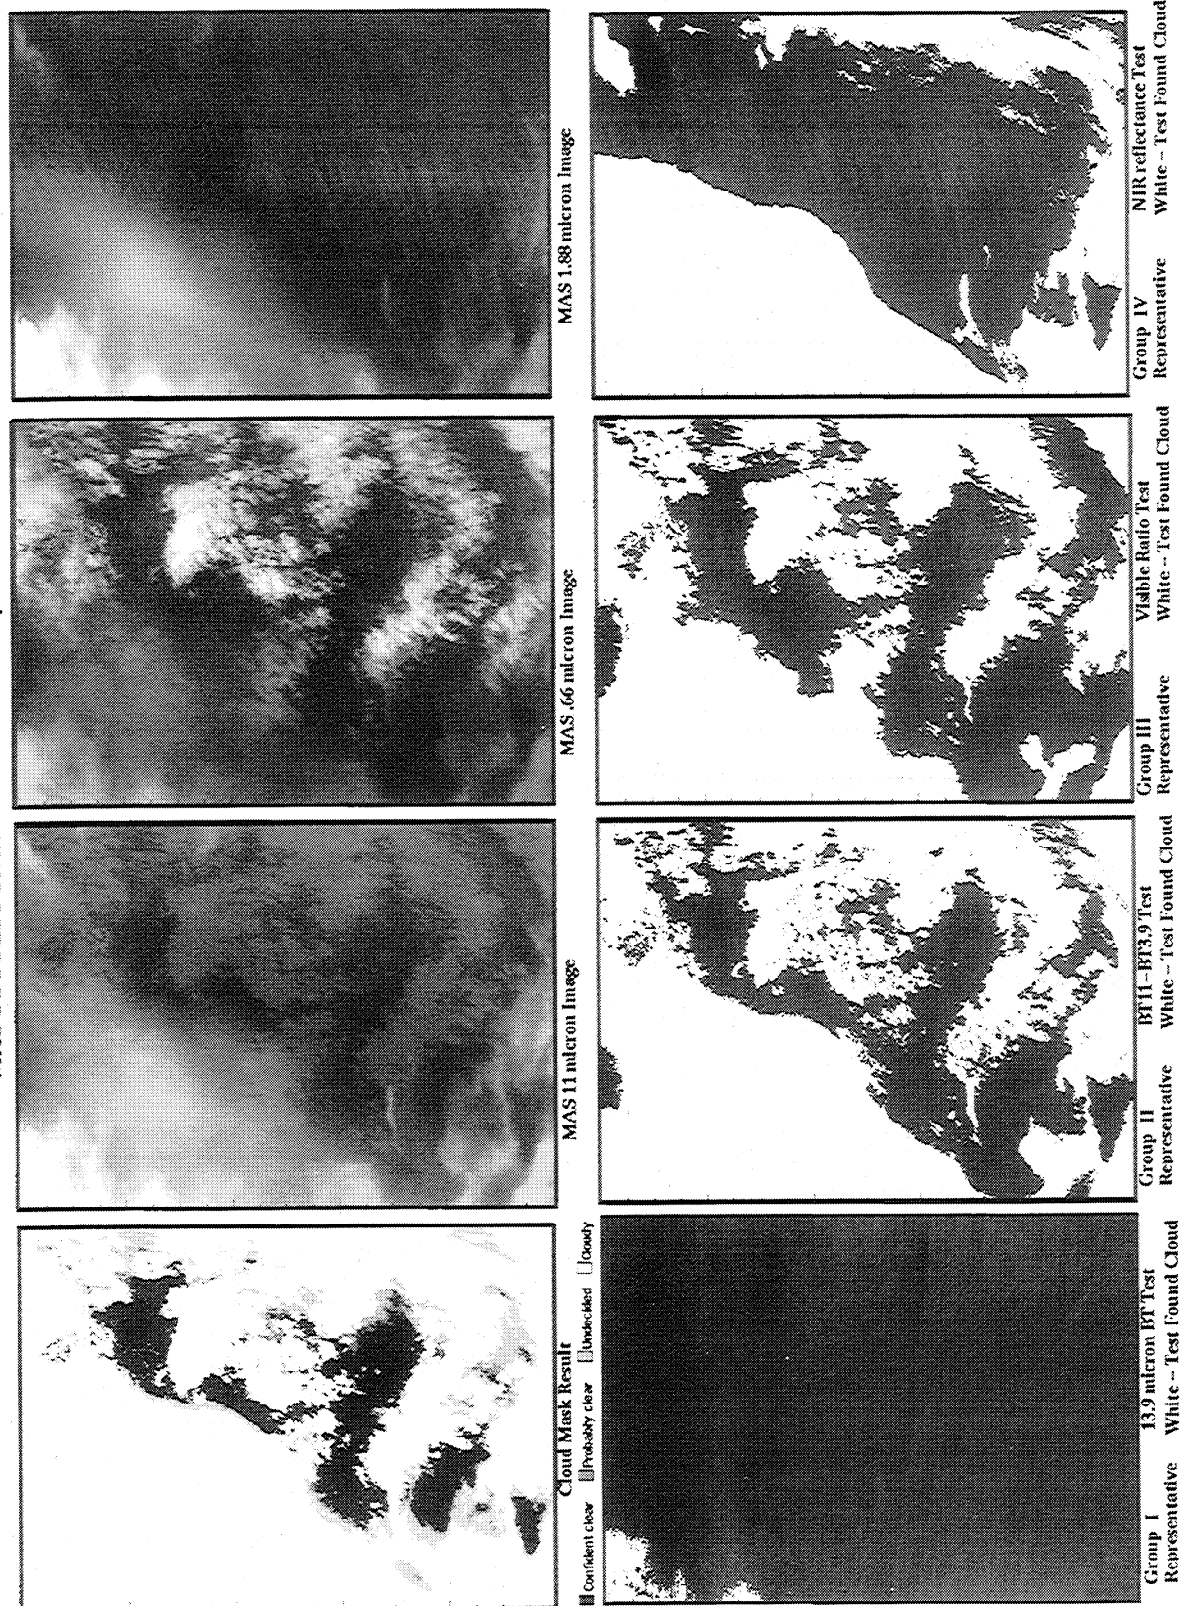 Cloud Mask Result
Confident clear Probably clear Undecided Cloudy
MAS 11 micron Image
MAS .66 micron Image
MAS 1.88 micron Image
Group I 13.9 micron BT Test
Representative White – Test Found Cloud
Group II BT11–BT3.9 Test
Representative White – Test Found Cloud
Group III Visible Ratio Test
Representative White – Test Found Cloud
Group IV NIR reflectance Test
Representative White – Test Found Cloud